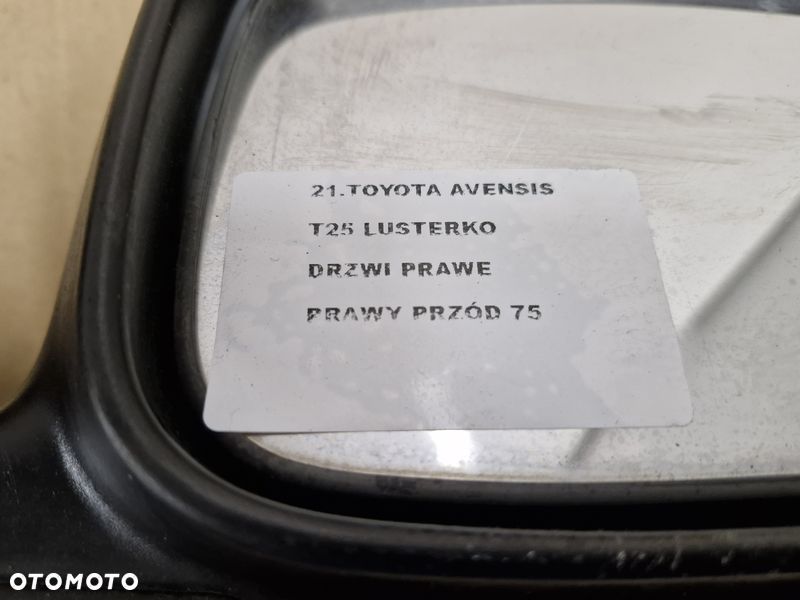 21.TOYOTA AVENSIS
T25 LUSTERKO
DRZWI PRAWE
PRAWY PRZÓD 75
OTOMOTO